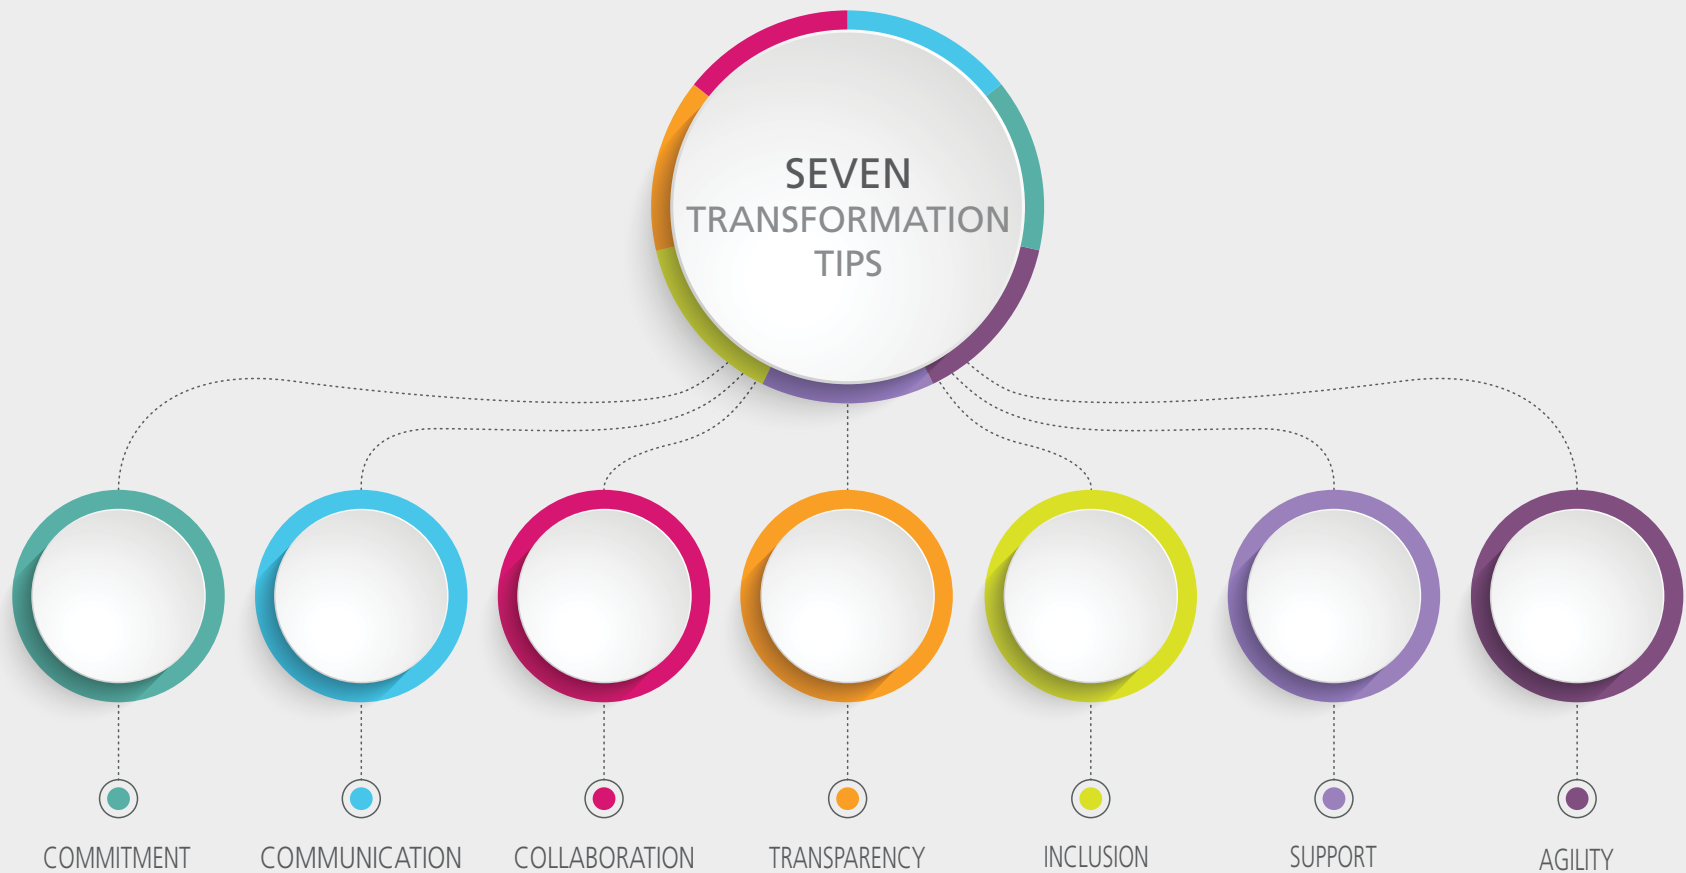 SEVEN
TRANSFORMATION
TIPS
COMMITMENT
COMMUNICATION
COLLABORATION
TRANSPARENCY
INCLUSION
SUPPORT
AGILITY